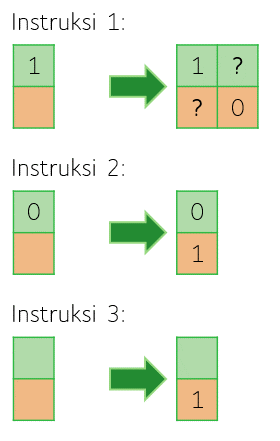 Instruksi 1:
1 1 ?
? 0
Instruksi 2:
0 0
1
Instruksi 3:
1